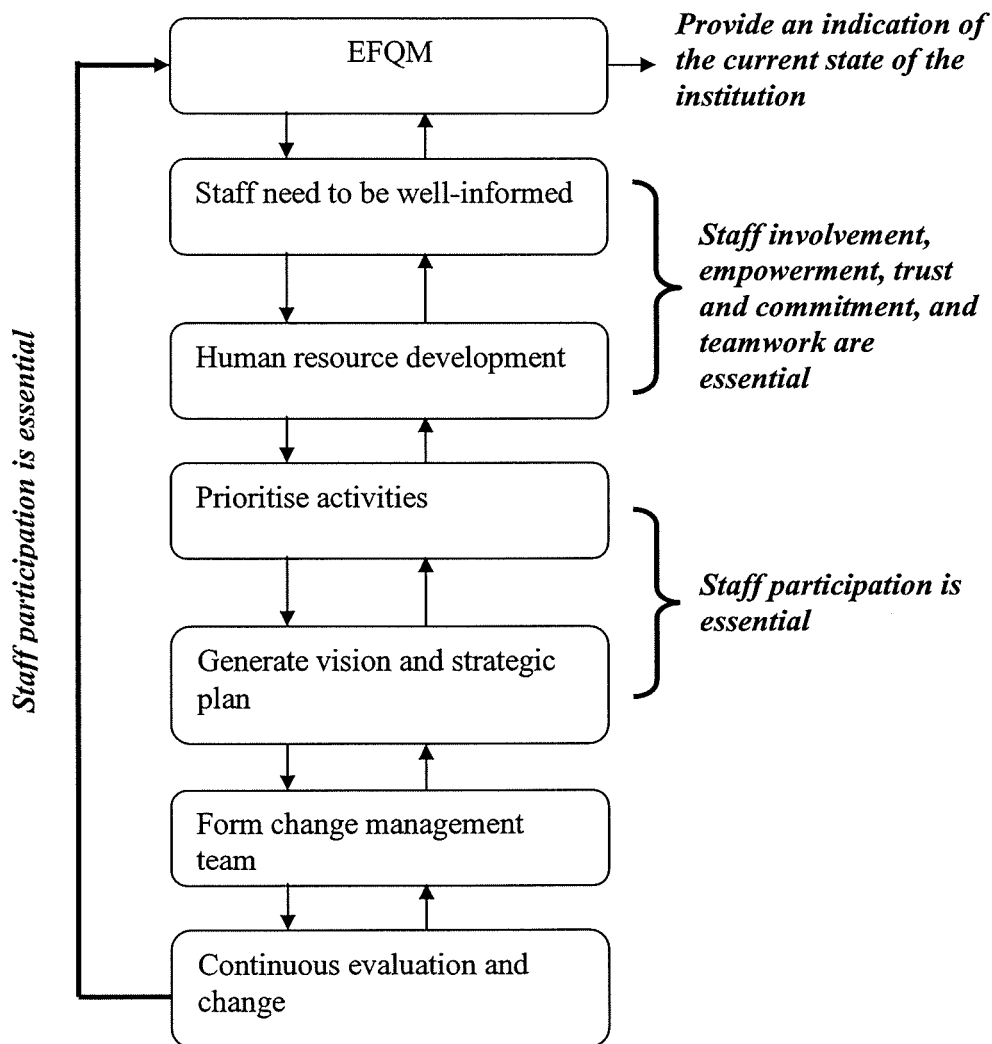 EFQM
Provide an indication of
the current state of the
institution
Staff need to be well-informed
Staff involvement,
empowerment, trust
and commitment, and
teamwork are
essential
Human resource development
Staff participation is essential
Prioritise activities
Staff participation is
essential
Generate vision and strategic
plan
Form change management
team
Continuous evaluation and
change